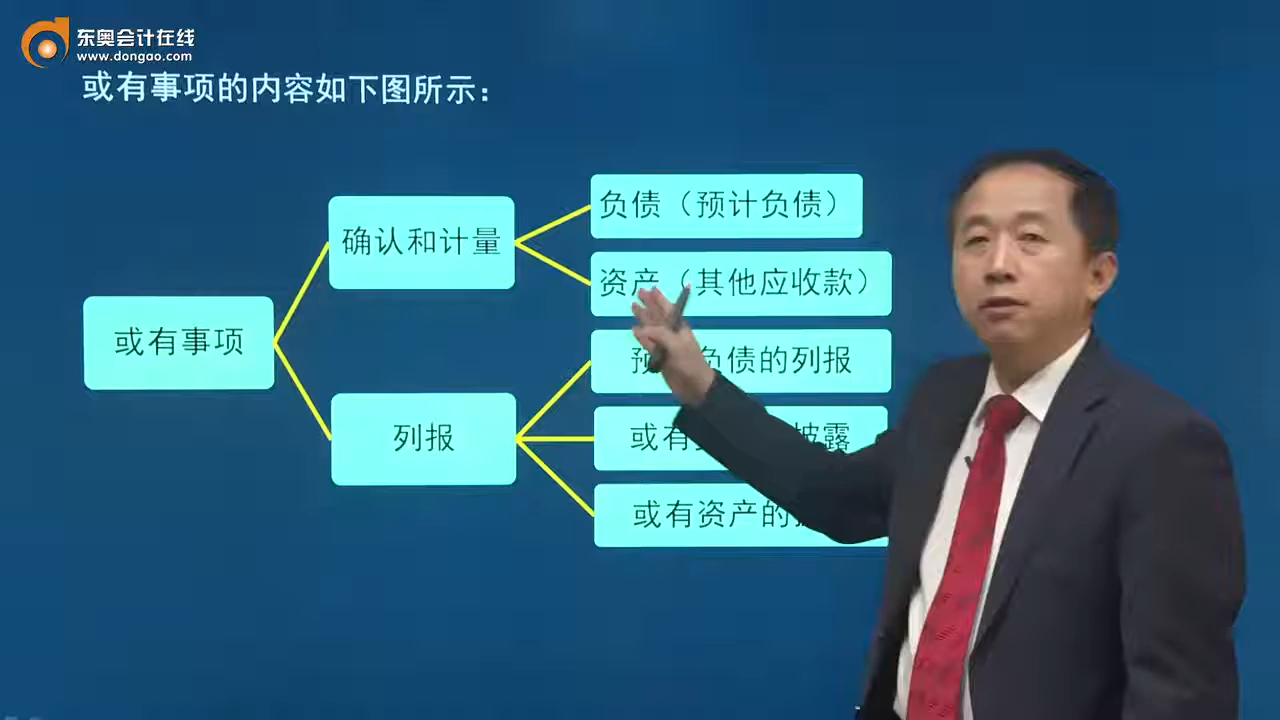 东奥会计在线
www.dongao.com
或有事项的内容如下图所示：
或有事项
确认和计量
负债（预计负债）
资产（其他应收款）
列报
预 负债的列报
或有 披露
或有资产的